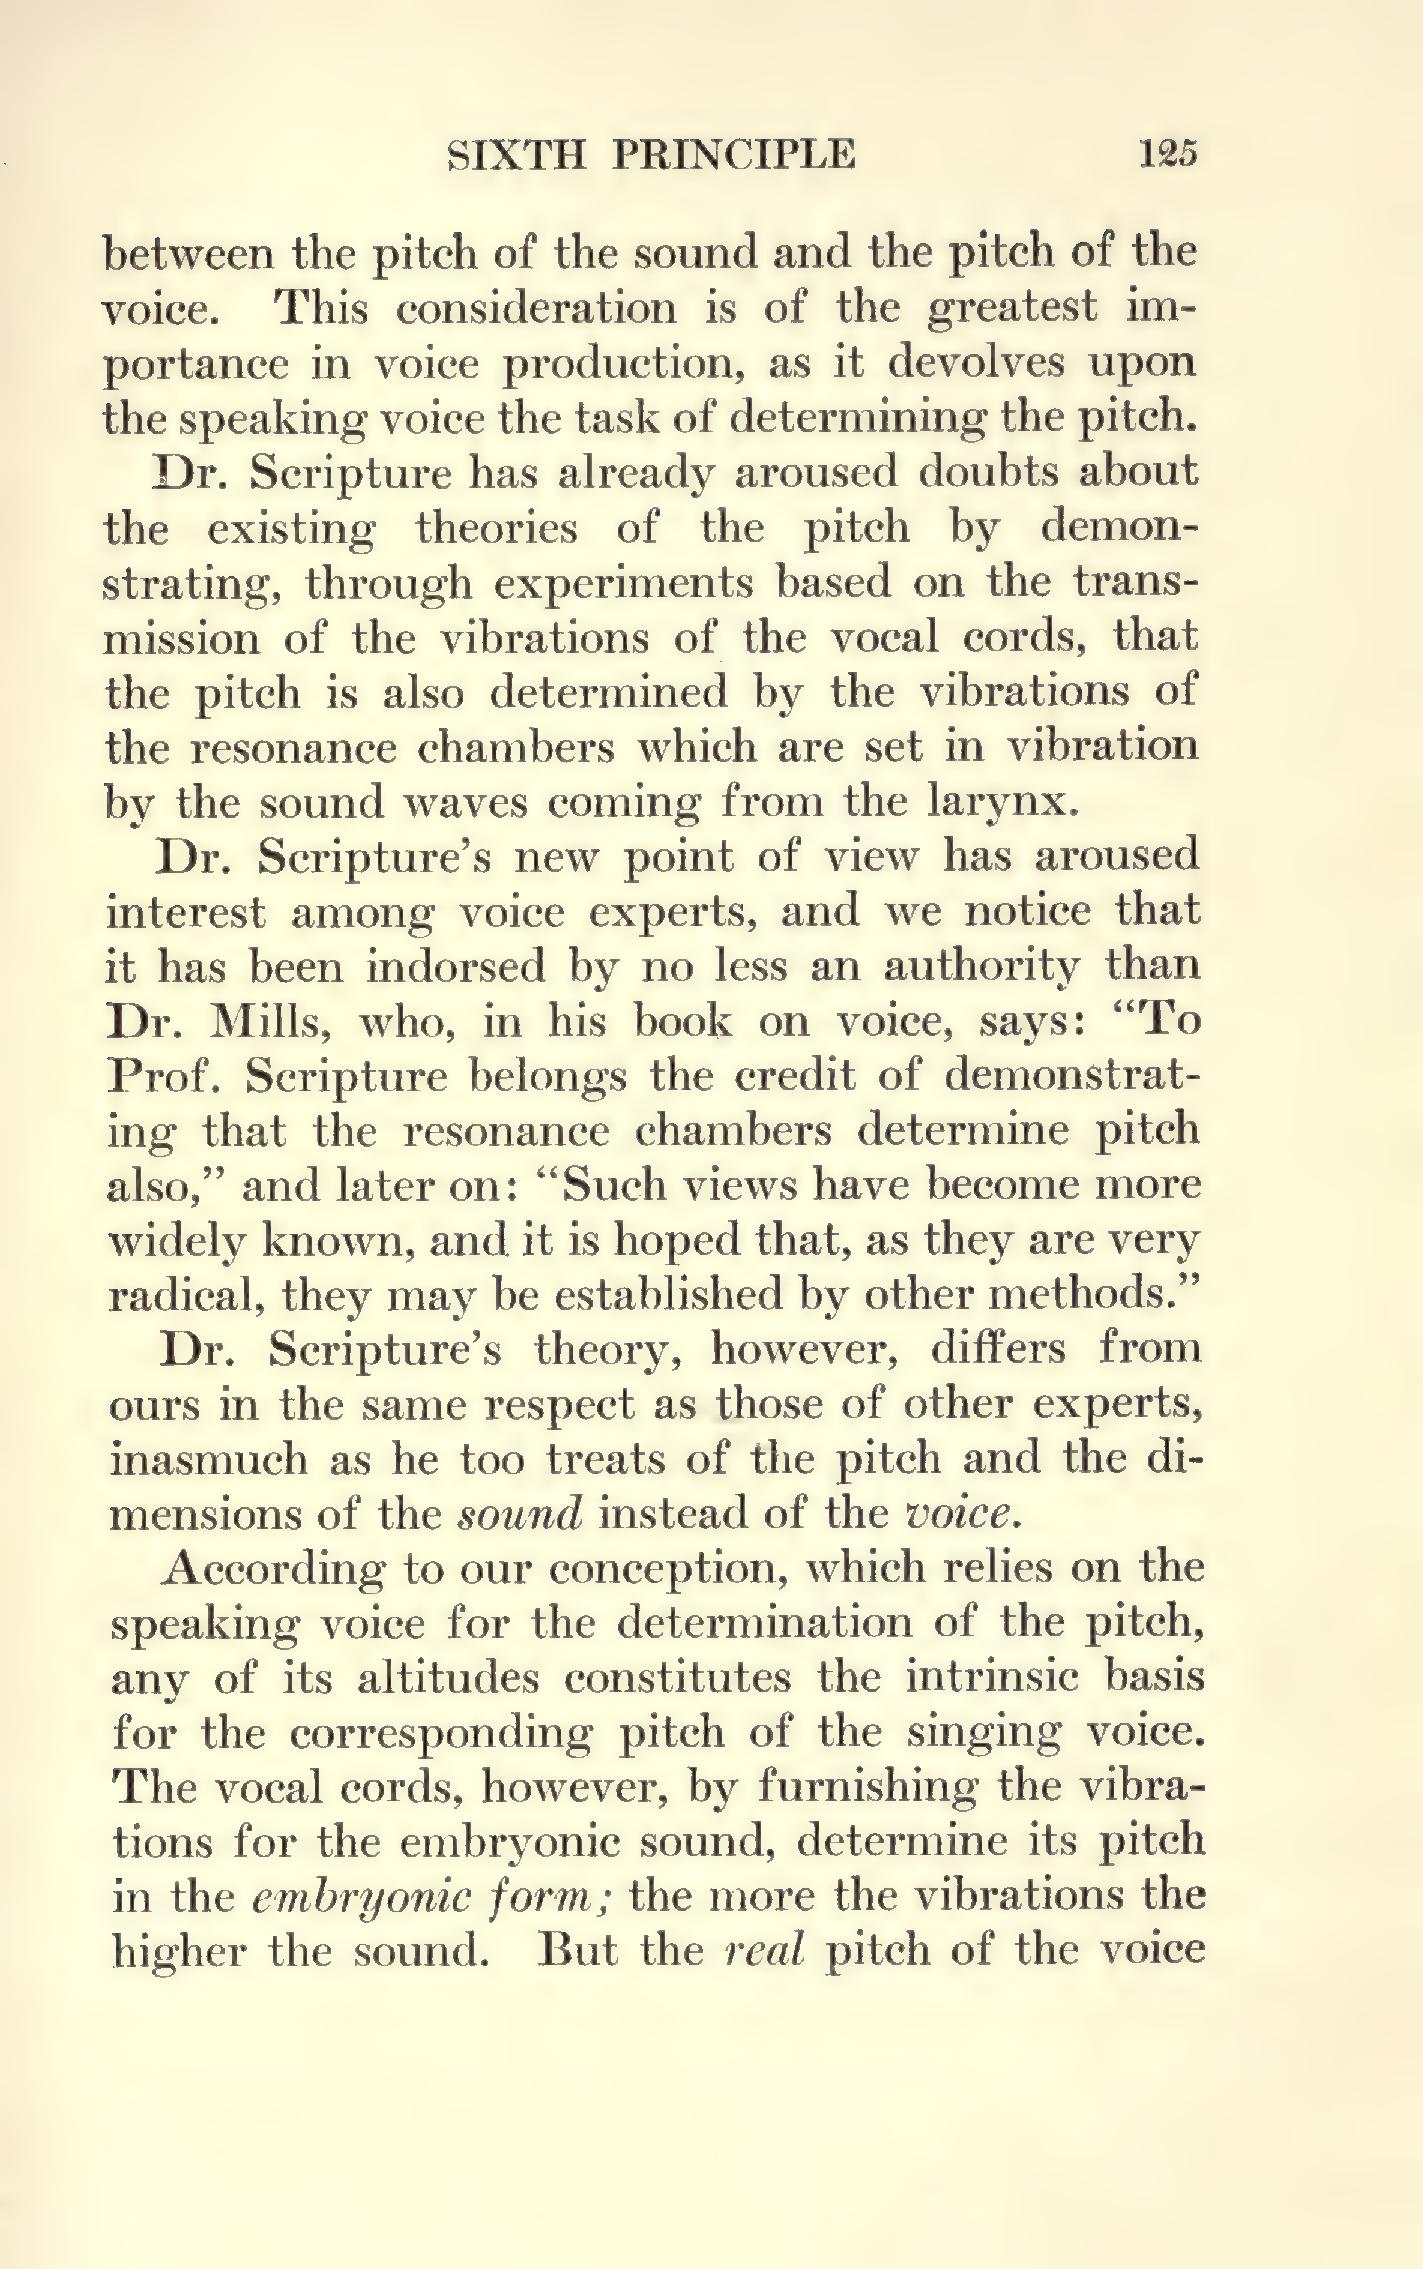 SIXTH PRINCIPLE 125
between the pitch of the sound and the pitch of the
voice. This consideration is of the greatest im-
portance in voice production, as it devolves upon
the speaking voice the task of determining the pitch.
Dr. Scripture has already aroused doubts about
the existing theories of the pitch by demon-
strating, through experiments based on the trans-
mission of the vibrations of the vocal cords, that
the pitch is also determined by the vibrations of
the resonance chambers which are set in vibration
by the sound waves coming from the larynx.
Dr. Scripture's new point of view has aroused
interest among voice experts, and we notice that
it has been indorsed by no less an authority than
Dr. Mills, who, in his book on voice, says: “To
Prof. Scripture belongs the credit of demonstrat-
ing that the resonance chambers determine pitch
also,” and later on: “Such views have become more
widely known, and it is hoped that, as they are very
radical, they may be established by other methods.”
Dr. Scripture's theory, however, differs from
ours in the same respect as those of other experts,
inasmuch as he too treats of the pitch and the di-
mensions of the sound instead of the voice.
According to our conception, which relies on the
speaking voice for the determination of the pitch,
any of its altitudes constitutes the intrinsic basis
for the corresponding pitch of the singing voice.
The vocal cords, however, by furnishing the vibra-
tions for the embryonic sound, determine its pitch
in the embryonic form; the more the vibrations the
higher the sound. But the real pitch of the voice